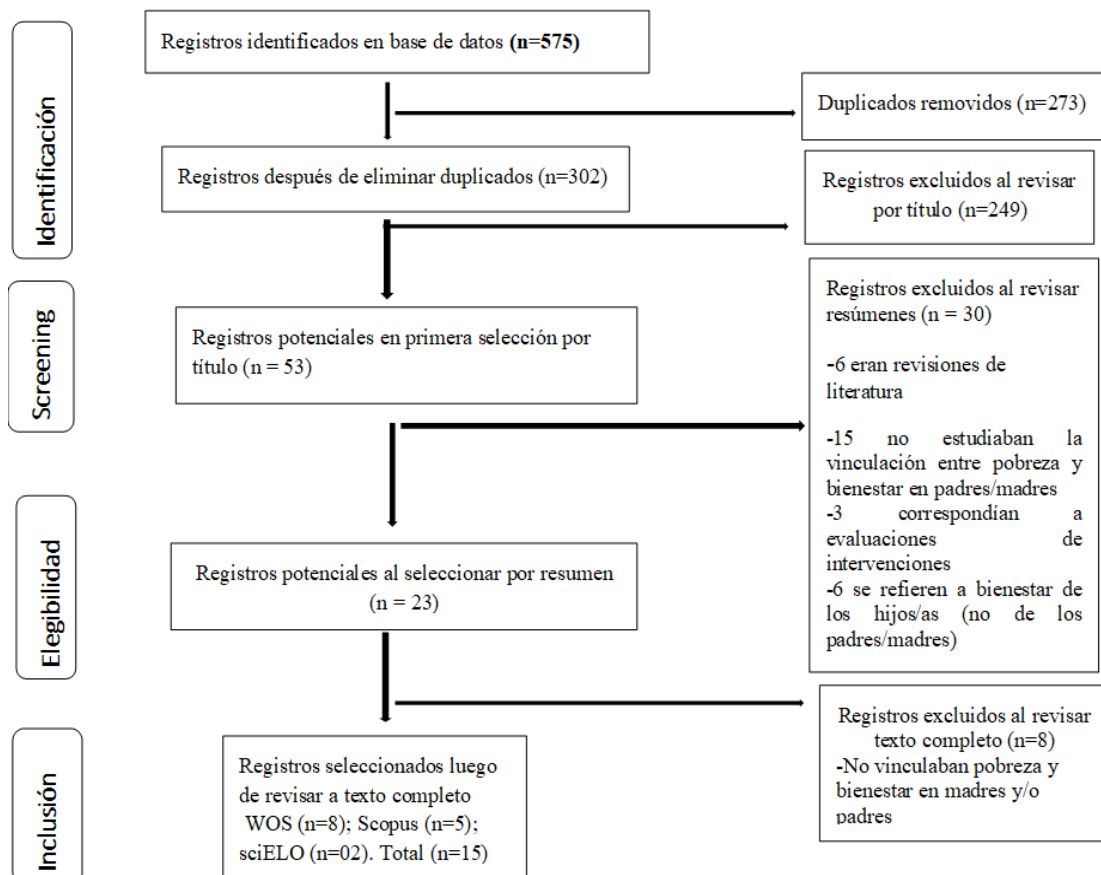 Identificación
Registros identificados en base de datos (n=575)
Duplicados removidos (n=273)
Registros después de eliminar duplicados (n=302)
Registros excluidos al revisar
por título (n=249)
Screening
Registros potenciales en primera selección por
título (n = 53)
Registros excluidos al revisar
resúmenes (n = 30)
-6 eran revisiones de
literatura
-15 no estudiaban la
vinculación entre pobreza y
bienestar en padres/madres
-3 correspondían a
evaluaciones de
intervenciones
-6 se refieren a bienestar de
los hijos/as (no de los
padres/madres)
Elegibilidad
Registros potenciales al seleccionar por resumen
(n = 23)
Registros excluidos al revisar
texto completo (n=8)
-No vinculaban pobreza y
bienestar en madres y/o
padres
Inclusión
Registros seleccionados luego
de revisar a texto completo
WOS (n=8); Scopus (n=5);
sciELO (n=02). Total (n=15)